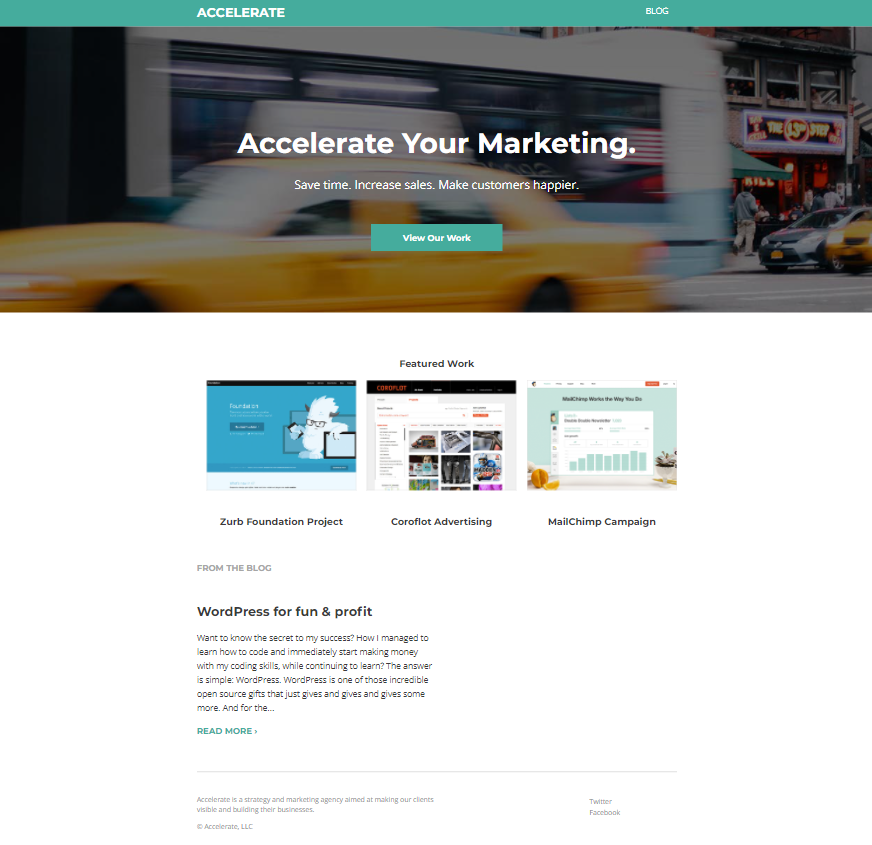 ACCELERATE
BLOG
THE 13th STEP
GRILL
Accelerate Your Marketing.
Save time. Increase sales. Make customers happier.
View Our Work
Featured Work
Foundation
COROFLOT
MailChimp Works the Way You Do
Zurb Foundation Project
Coroflot Advertising
MailChimp Campaign
FROM THE BLOG
WordPress for fun & profit
Want to know the secret to my success? How I managed to
learn how to code and immediately start making money
with my coding skills, while continuing to learn? The answer
is simple: WordPress. WordPress is one of those incredible
open source gifts that just gives and gives and gives some
more. And for the...
READ MORE ›
Accelerate is a strategy and marketing agency aimed at making our clients
visible and building their businesses.
© Accelerate, LLC
Twitter
Facebook